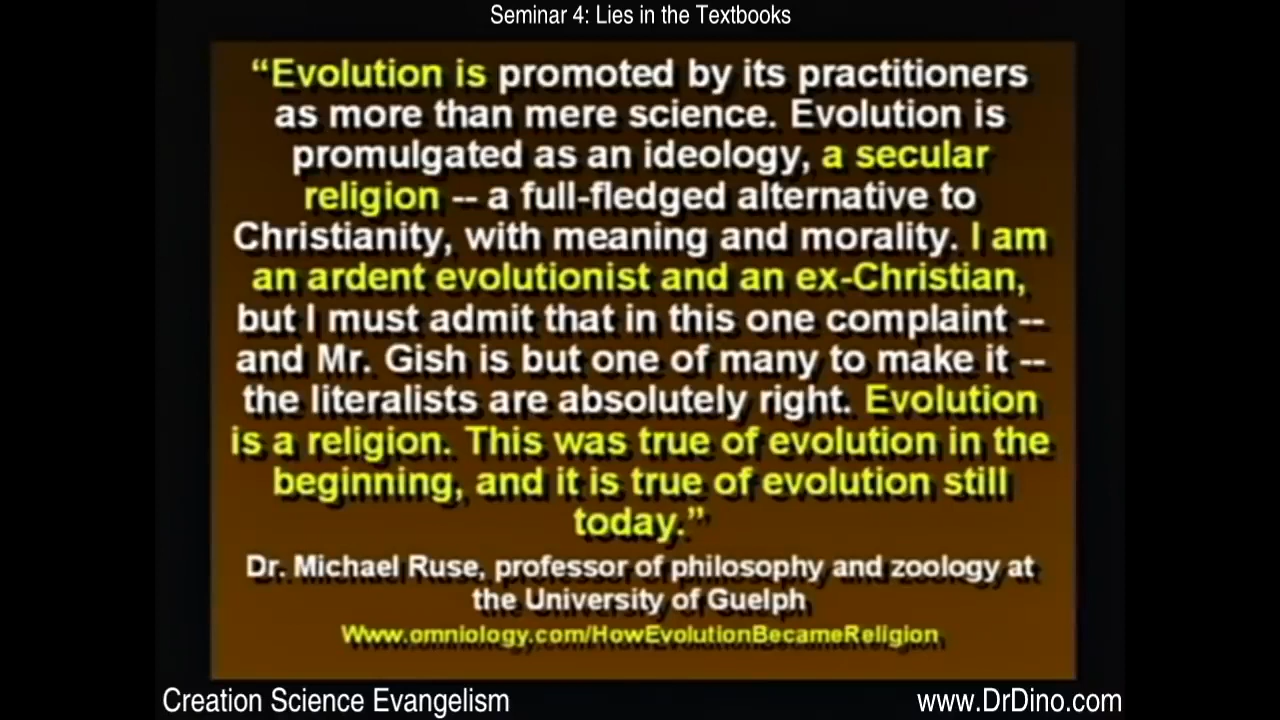 Seminar 4: Lies in the Textbooks
“Evolution is promoted by its practitioners
as more than mere science. Evolution is
promulgated as an ideology, a secular
religion -- a full-fledged alternative to
Christianity, with meaning and morality. I am
an ardent evolutionist and an ex-Christian,
but I must admit that in this one complaint --
and Mr. Gish is but one of many to make it --
the literalists are absolutely right. Evolution
is a religion. This was true of evolution in the
beginning, and it is true of evolution still
today.”
Dr. Michael Ruse, professor of philosophy and zoology at
the University of Guelph
Www.omniology.com/HowEvolutionBecameReligion
Creation Science Evangelism
www.DrDino.com